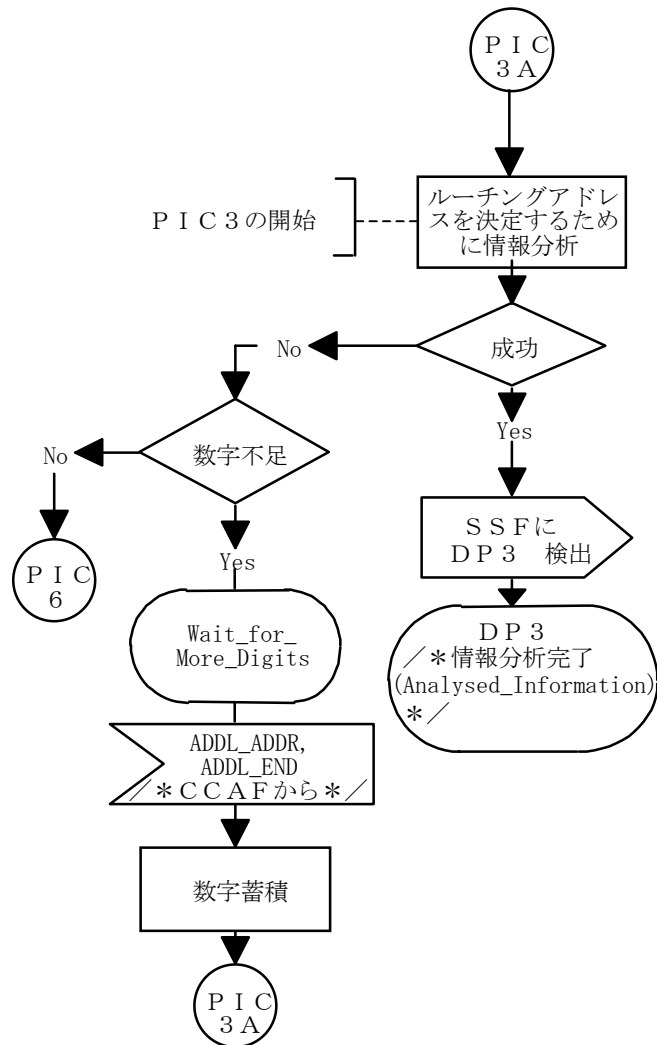 ＰＩＣ
３Ａ
ルーチングアドレ
スを決定するため
に情報分析
ＰＩＣ３の開始
成功
No
Yes
数字不足
No
Yes
ＳＳＦに
ＤＰ３　検出
ＰＩＣ
６
Wait_for_
More_Digits
ＤＰ３
／＊情報分析完了
(Analysed_Information)
＊／
ADDL_ADDR,
ADDL_END
／＊ＣＣＡＦから＊／
数字蓄積
ＰＩＣ
３Ａ